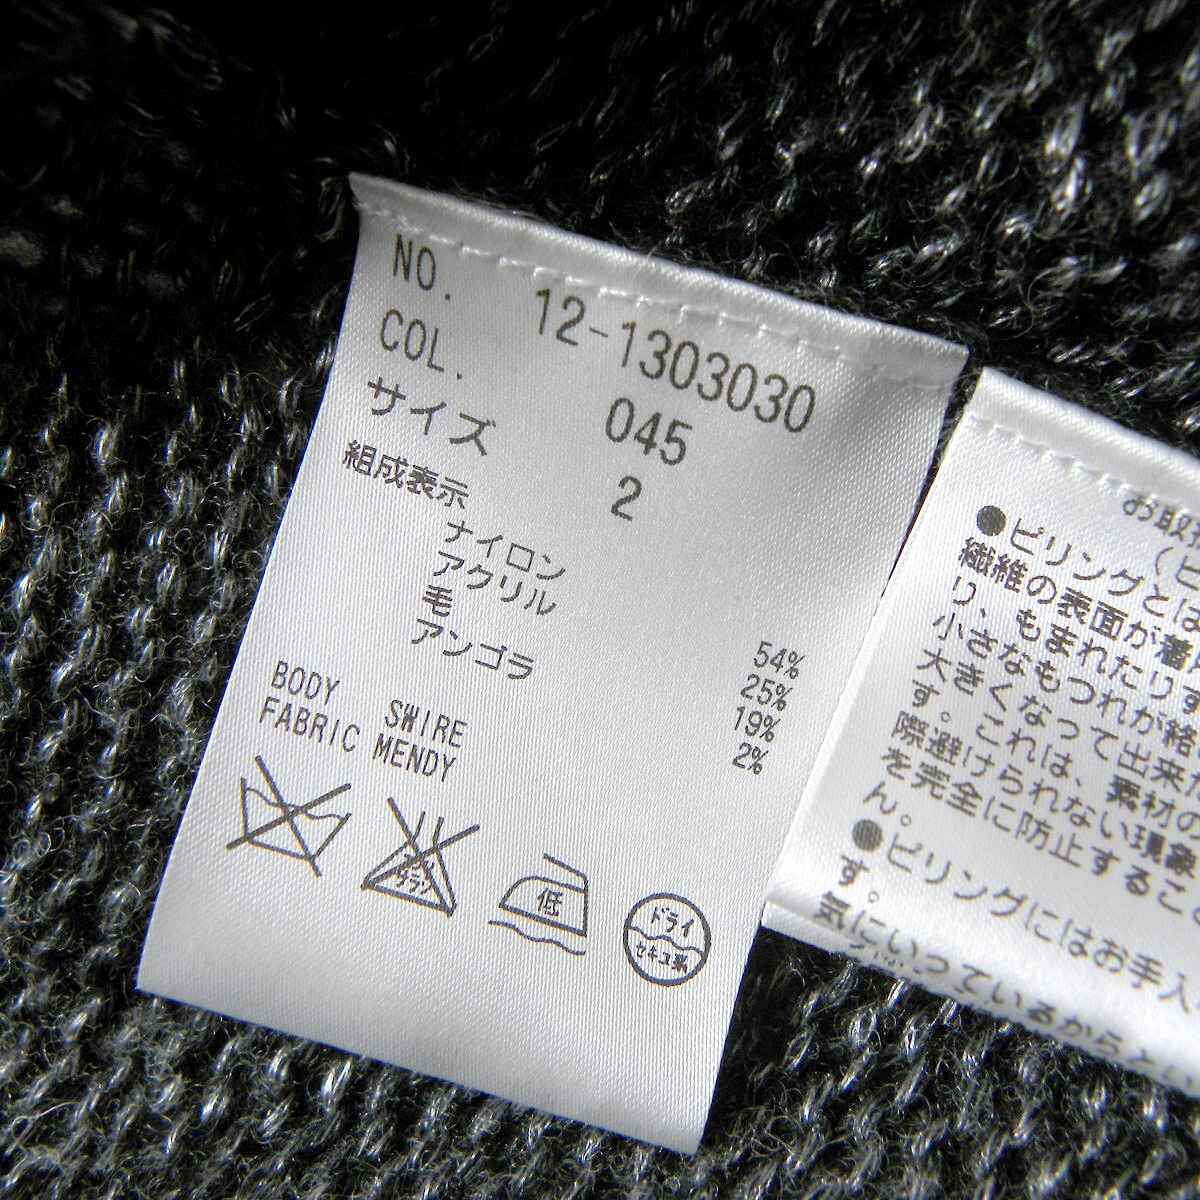 NO. 12-1303030
COL. 045
サイズ 2
組成表示
ナイロン 54%
アクリル 25%
毛 19%
アンゴラ 2%
BODY SWIRE
FABRIC MENDY
サラシ
低
ドライ
セキユ系
お取扱
(ピ
●ピリングとは
繊維の表面が着
り、もまれたりす
小さなもつれが絡
大きくなって出来た
す。これは、素材の
際避けられない現象
を完全に防止するこ
ん。
●ピリングにはお手入
す。
気にいっているからとい